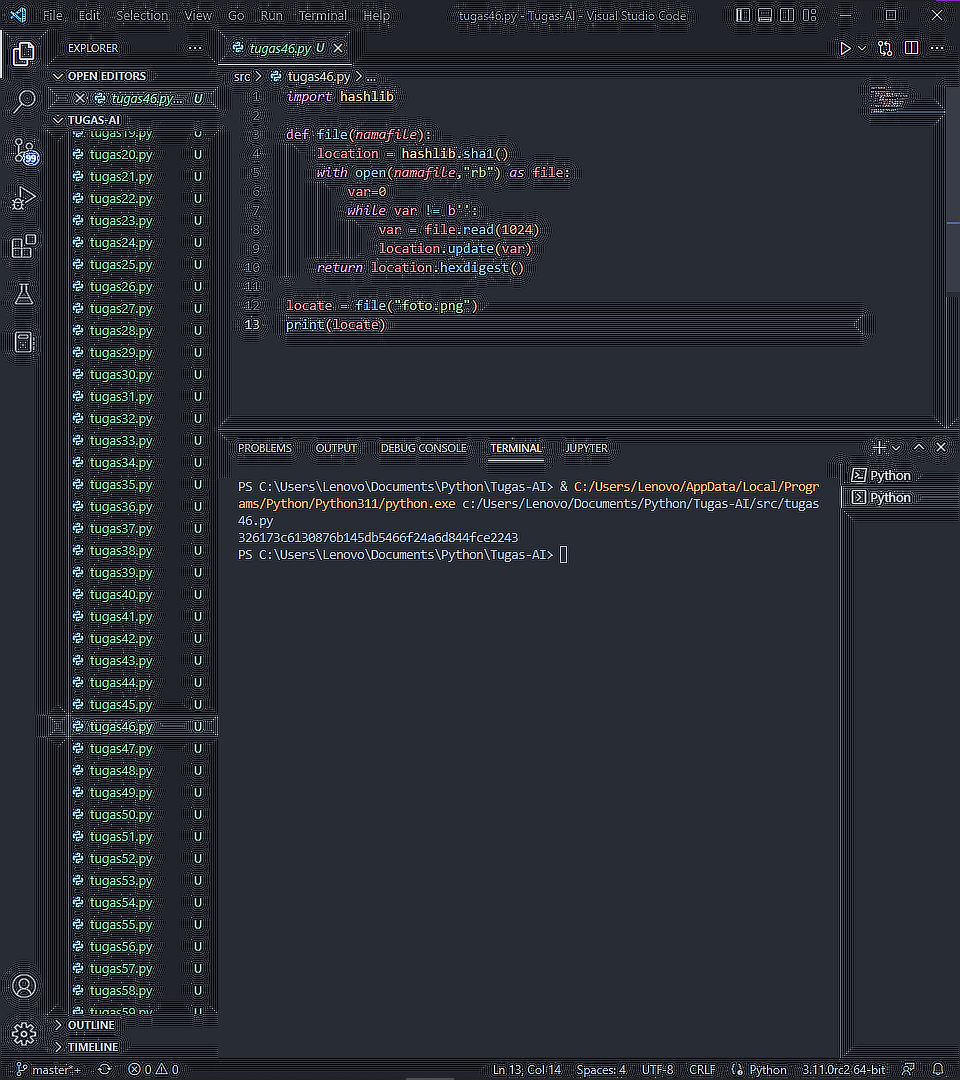 File Edit Selection View Go Run Terminal Help tugas46.py - Tugas-AI - Visual Studio Code
EXPLORER
OPEN EDITORS
tugas46.py... U
TUGAS-AI
tugas19.py U
tugas20.py U
tugas21.py U
tugas22.py U
tugas23.py U
tugas24.py U
tugas25.py U
tugas26.py U
tugas27.py U
tugas28.py U
tugas29.py U
tugas30.py U
tugas31.py U
tugas32.py U
tugas33.py U
tugas34.py U
tugas35.py U
tugas36.py U
tugas37.py U
tugas38.py U
tugas39.py U
tugas40.py U
tugas41.py U
tugas42.py U
tugas43.py U
tugas44.py U
tugas45.py U
tugas46.py U
tugas47.py U
tugas48.py U
tugas49.py U
tugas50.py U
tugas51.py U
tugas52.py U
tugas53.py U
tugas54.py U
tugas55.py U
tugas56.py U
tugas57.py U
tugas58.py U
tugas59.py U
OUTLINE
TIMELINE
99
tugas46.py U
src > tugas46.py > ...
1 import hashlib
2
3 def file(namafile):
4 location = hashlib.sha1()
5 with open(namafile,"rb") as file:
6 var=0
7 while var != b'':
8 var = file.read(1024)
9 location.update(var)
10 return location.hexdigest()
11
12 locate = file("foto.png")
13 print(locate)
PROBLEMS OUTPUT DEBUG CONSOLE TERMINAL JUPYTER
PS C:\Users\Lenovo\Documents\Python\Tugas-AI> & C:/Users/Lenovo/AppData/Local/Progr
ams/Python/Python311/python.exe c:/Users/Lenovo/Documents/Python/Tugas-AI/src/tugas
46.py
326173c6130876b145db5466f24a6d844fce2243
PS C:\Users\Lenovo\Documents\Python\Tugas-AI>
Python
Python
master*+ 0 0 Ln 13, Col 14 Spaces: 4 UTF-8 CRLF Python 3.11.0rc2 64-bit